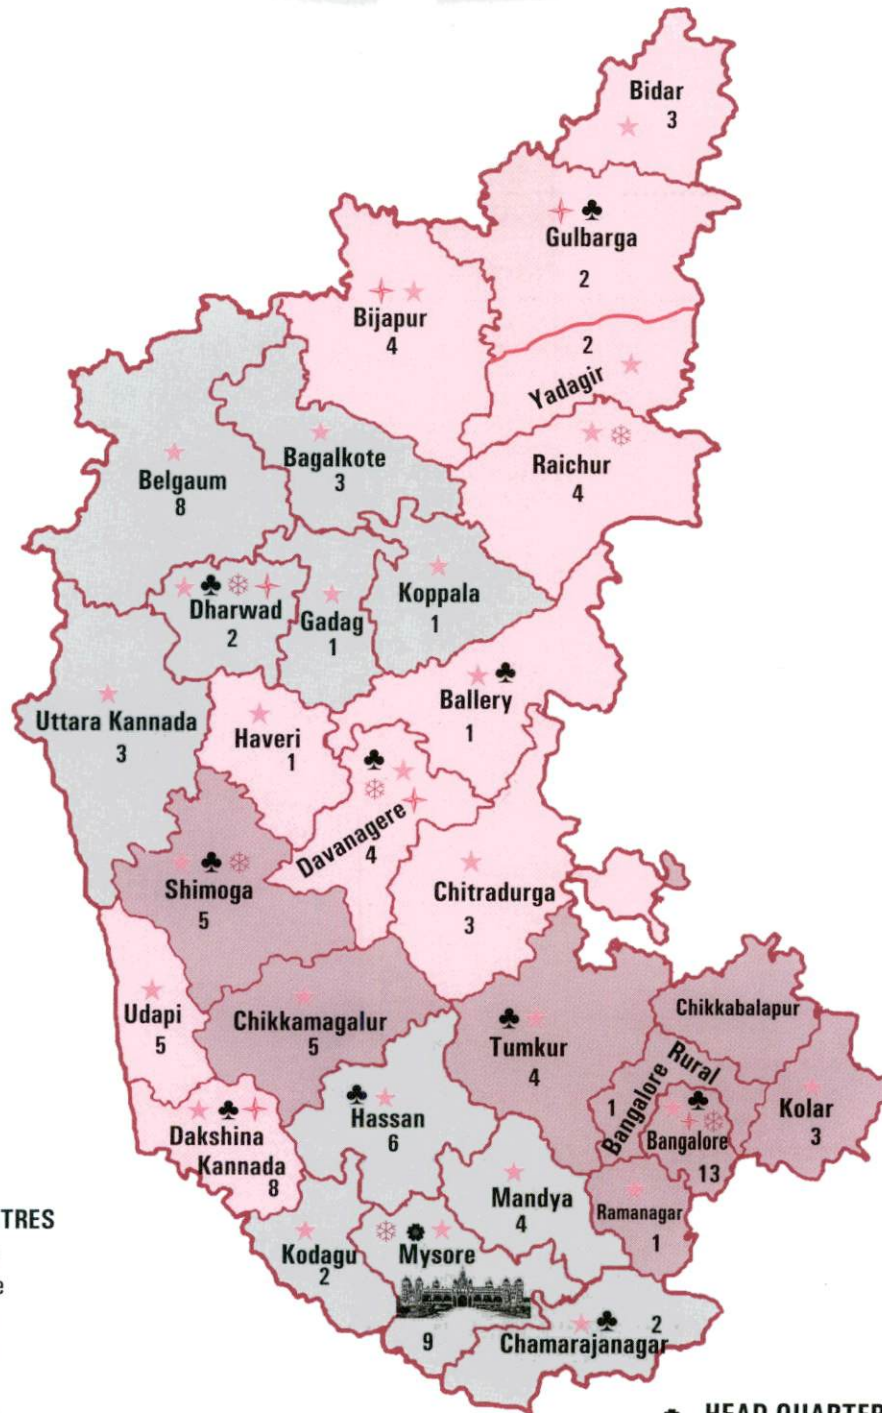 Bidar
3
Gulbarga
2
Bijapur
4
2
Yadagir
Raichur
4
Bagalkote
3
Belgaum
8
Dharwad
2
Gadag
1
Koppala
1
Ballery
1
Uttara Kannada
3
Haveri
1
Davanagere
4
Shimoga
5
Chitradurga
3
Udapi
5
Chikkamagalur
5
Tumkur
4
Chikkabalapur
Bangalore Rural
1
Bangalore
13
Kolar
3
Hassan
6
Dakshina
Kannada
8
Mandya
4
Ramanagar
1
Kodagu
2
Mysore
9
Chamarajanagar
2
TRES
e
HEAD QUARTER